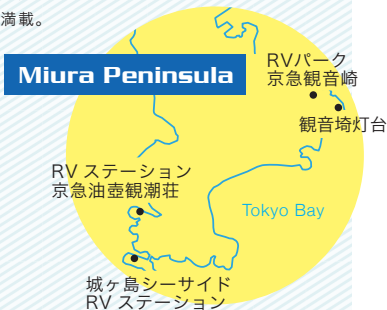 満載。
Miura Peninsula
RVパーク
京急観音崎
観音埼灯台
RV ステーション
京急油壺観潮荘
Tokyo Bay
城ヶ島シーサイド
RV ステーション